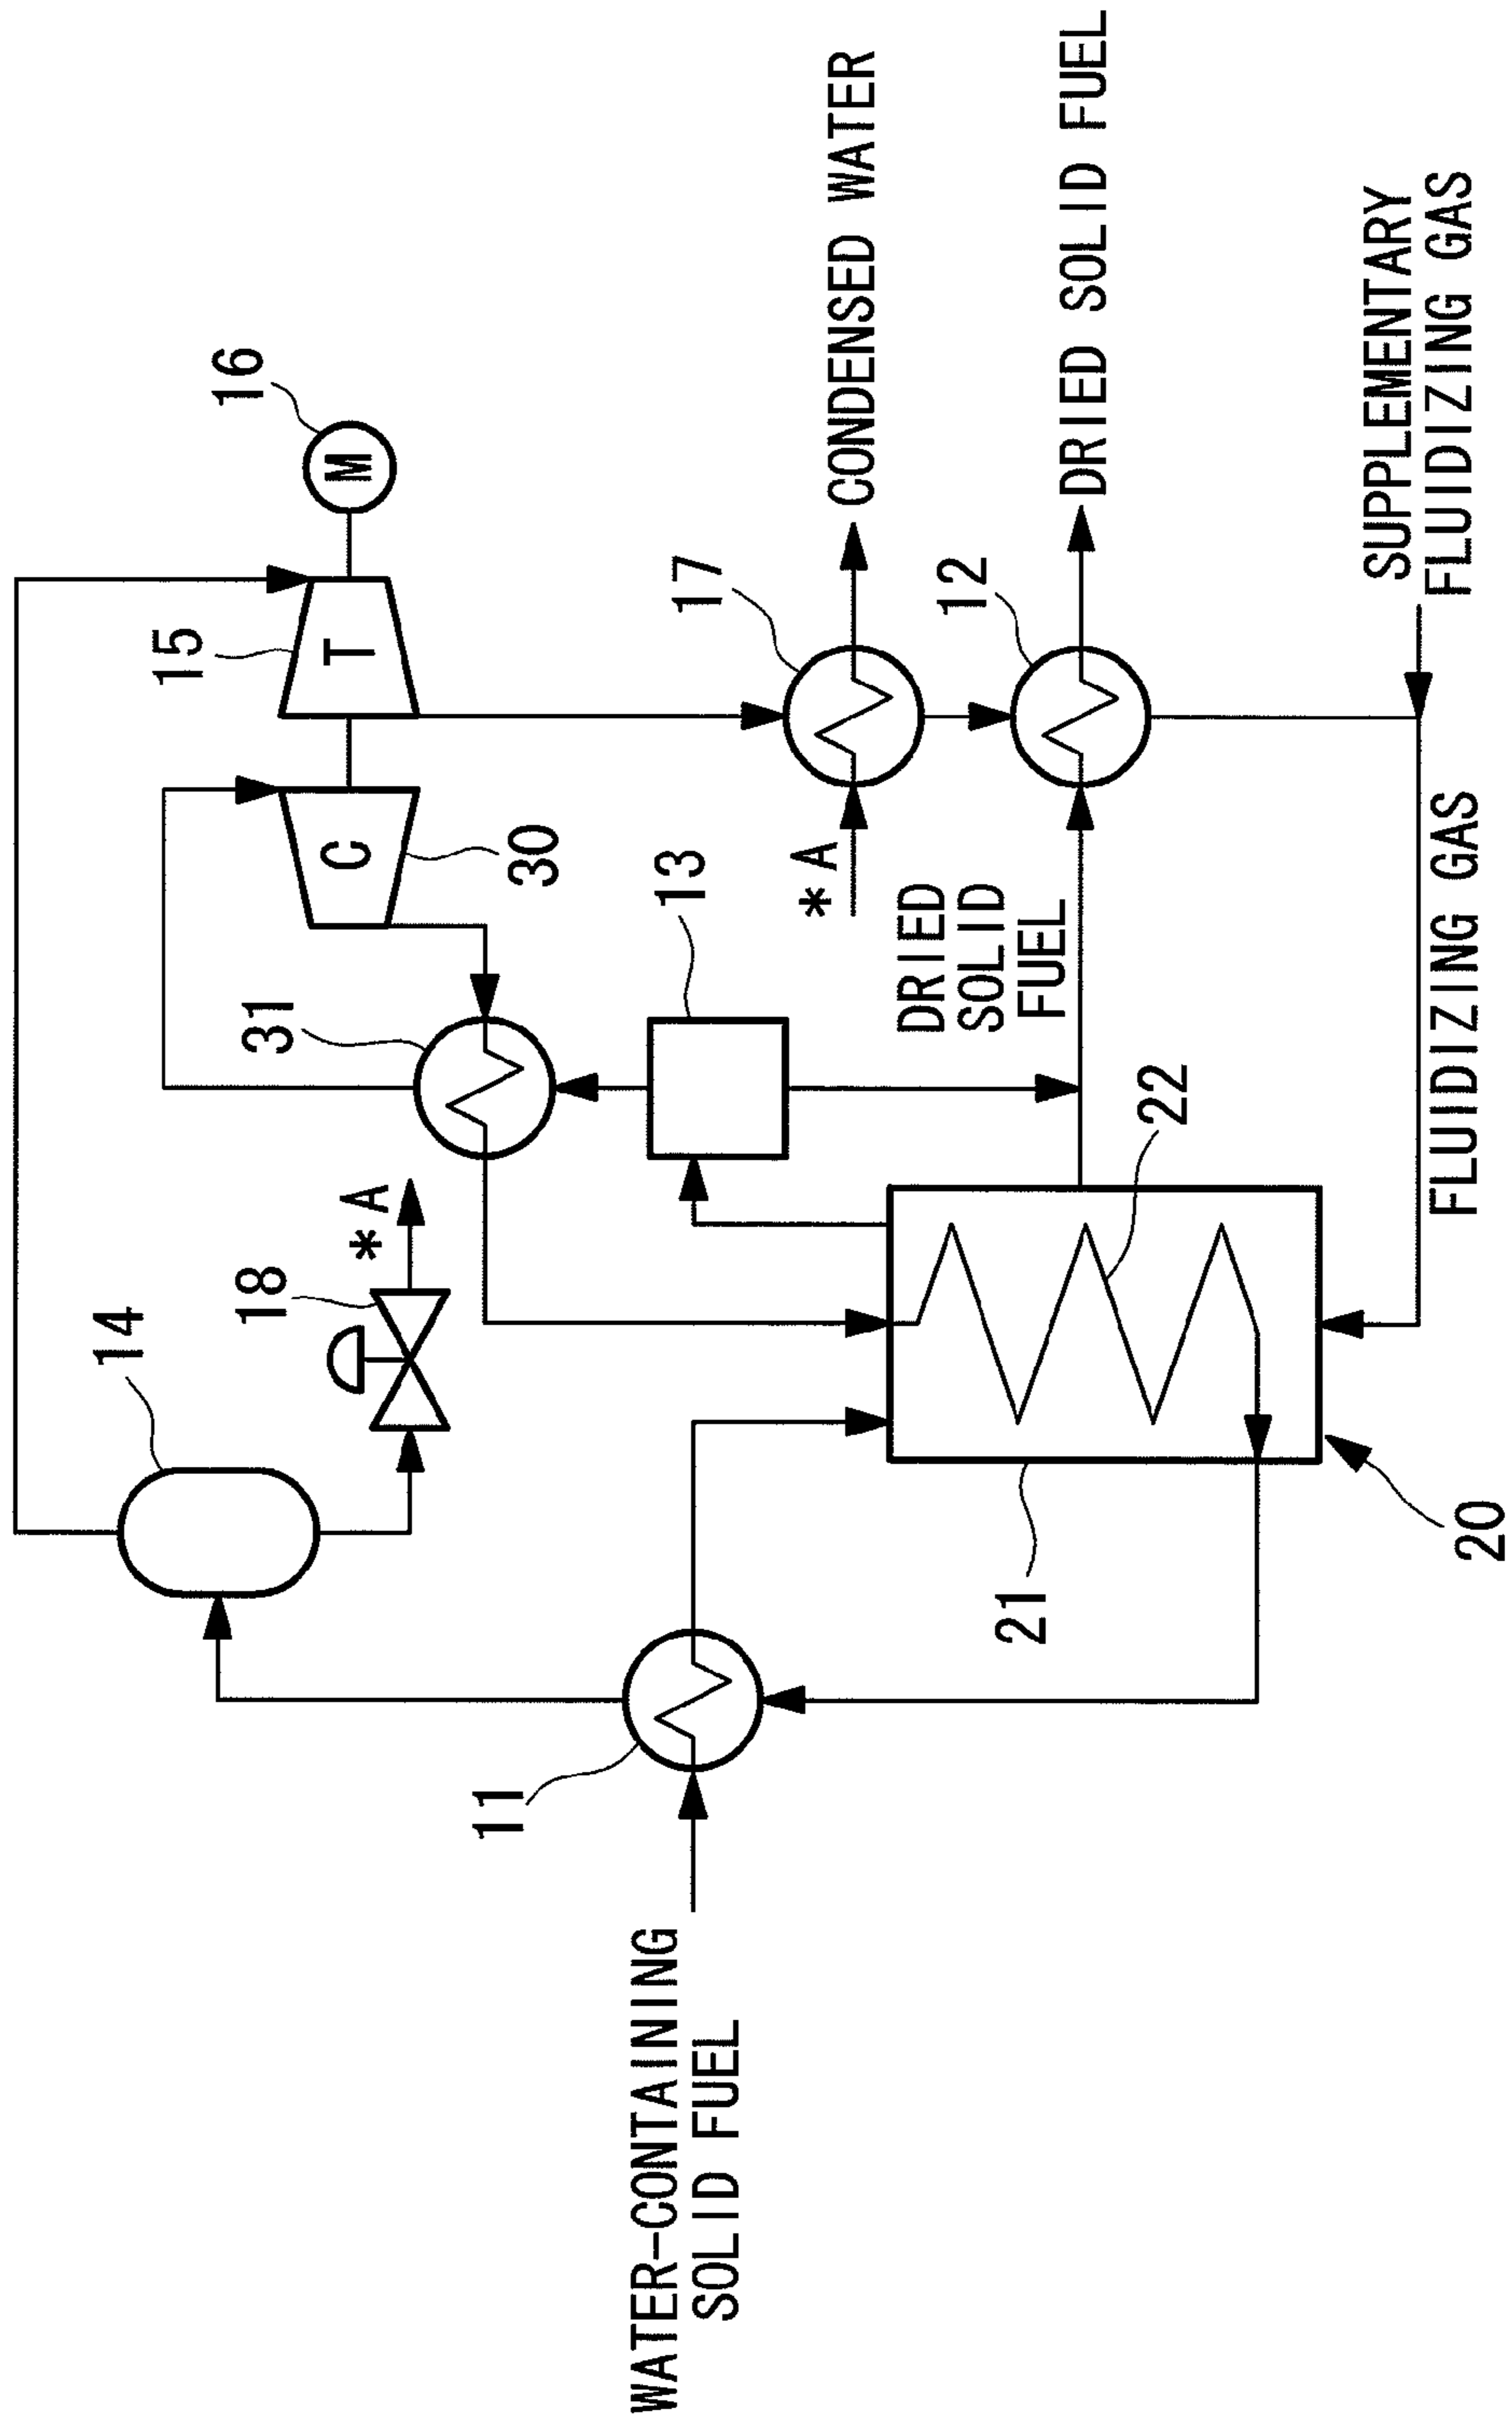 16
15
T
M
C
30
31
14
18
*A
13
17
*A
CONDENSED WATER
12
DRIED
SOLID
FUEL
DRIED SOLID FUEL
11
WATER-CONTAINING
SOLID FUEL
21
22
20
FLUIDIZING GAS
SUPPLEMENTARY
FLUIDIZING GAS